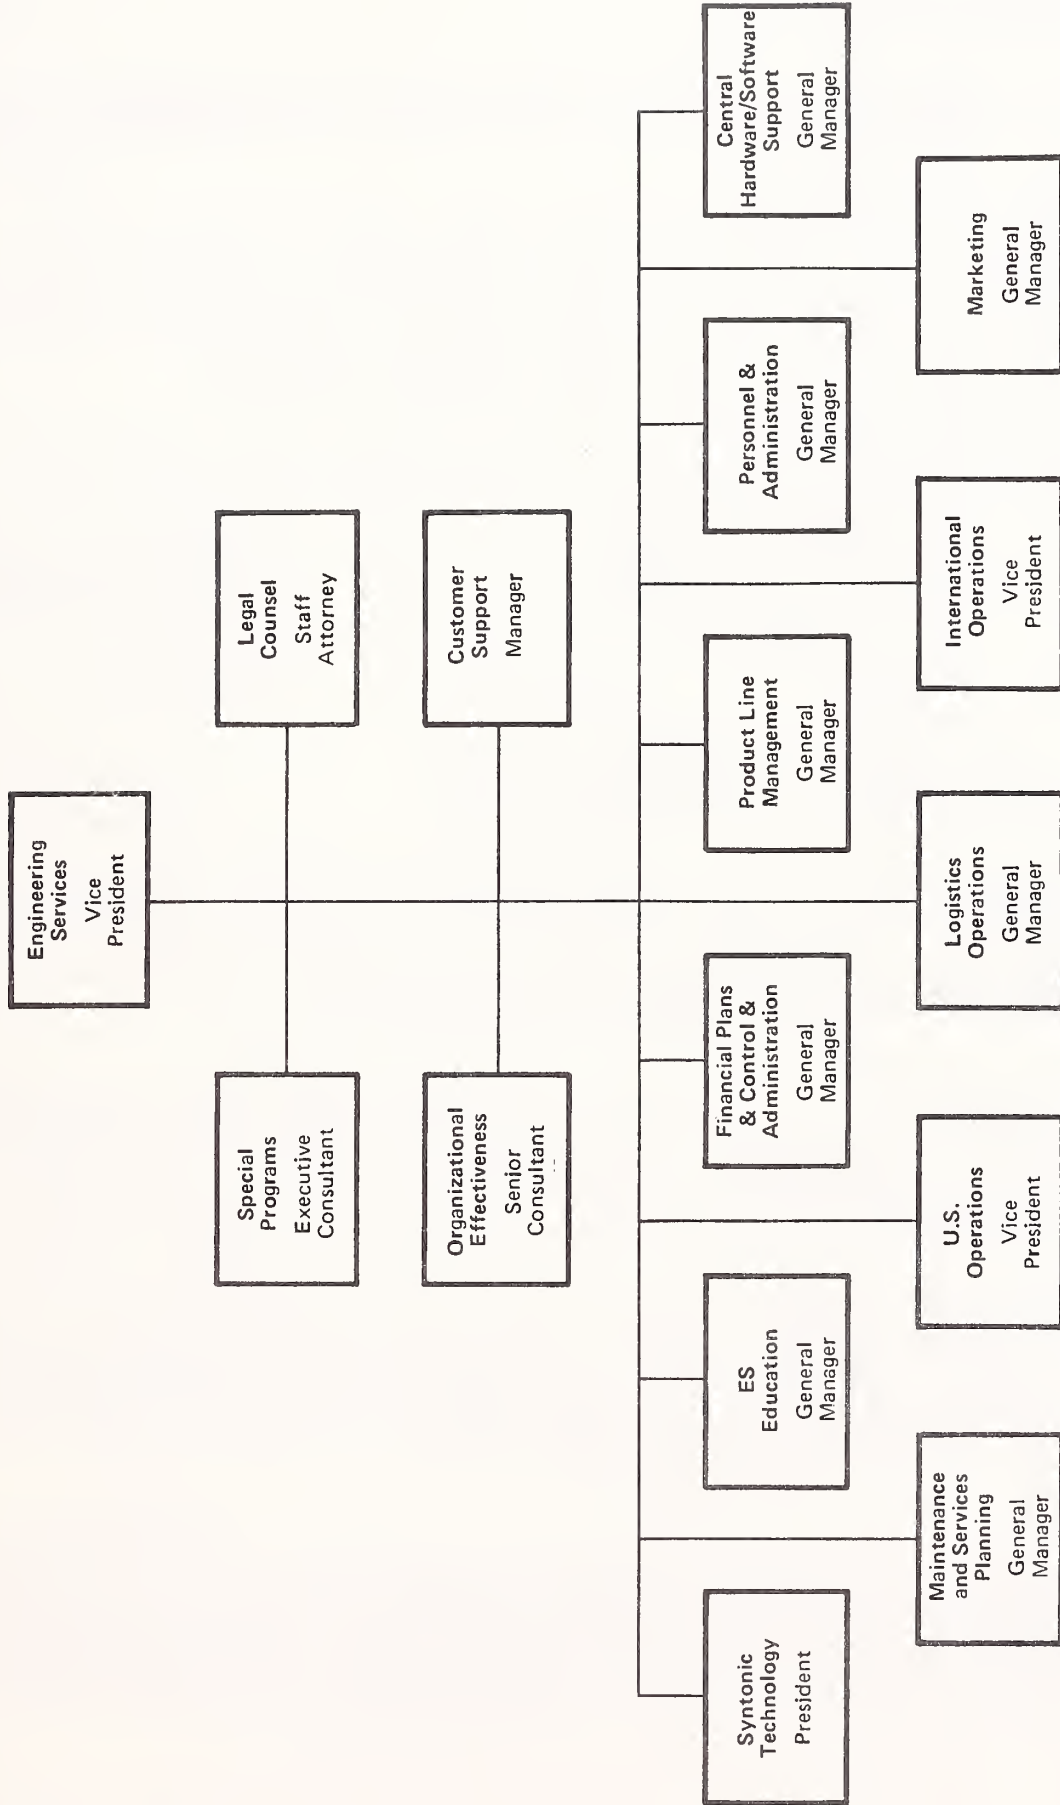 Engineering
Services
Vice
President
Special
Programs
Executive
Consultant
Legal
Counsel
Staff
Attorney
Organizational
Effectiveness
Senior
Consultant
Customer
Support
Manager
Syntonic
Technology
President
ES
Education
General
Manager
Financial Plans
& Control &
Administration
General
Manager
Product Line
Management
General
Manager
Personnel &
Administration
General
Manager
Central
Hardware/Software
Support
General
Manager
Maintenance
and Services
Planning
General
Manager
U.S.
Operations
Vice
President
Logistics
Operations
General
Manager
International
Operations
Vice
President
Marketing
General
Manager